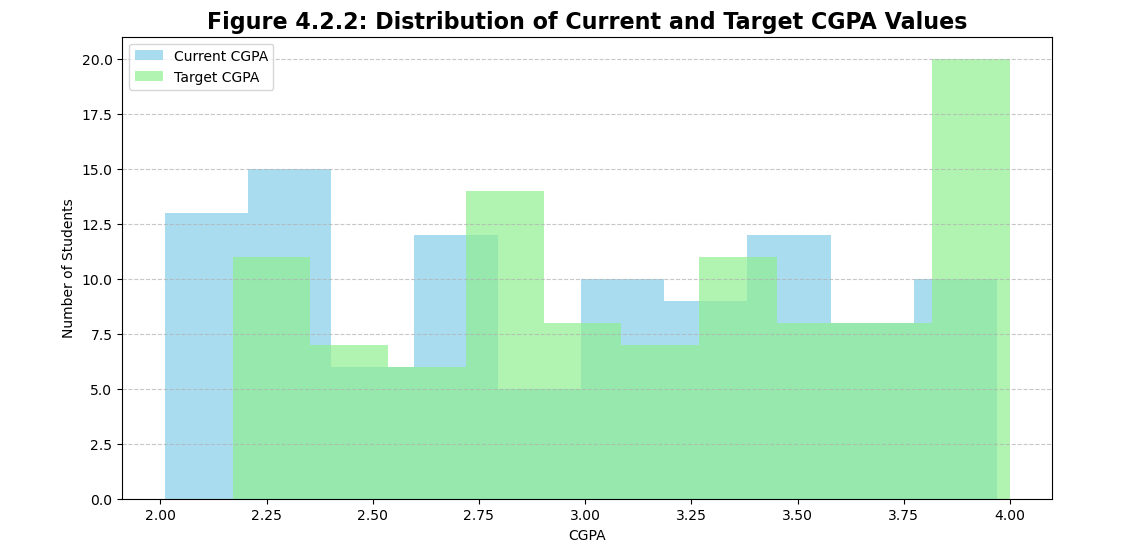 Figure 4.2.2: Distribution of Current and Target CGPA Values
Current CGPA
Target CGPA
Number of Students
20.0
17.5
15.0
12.5
10.0
7.5
5.0
2.5
0.0
2.00 2.25 2.50 2.75 3.00 3.25 3.50 3.75 4.00
CGPA